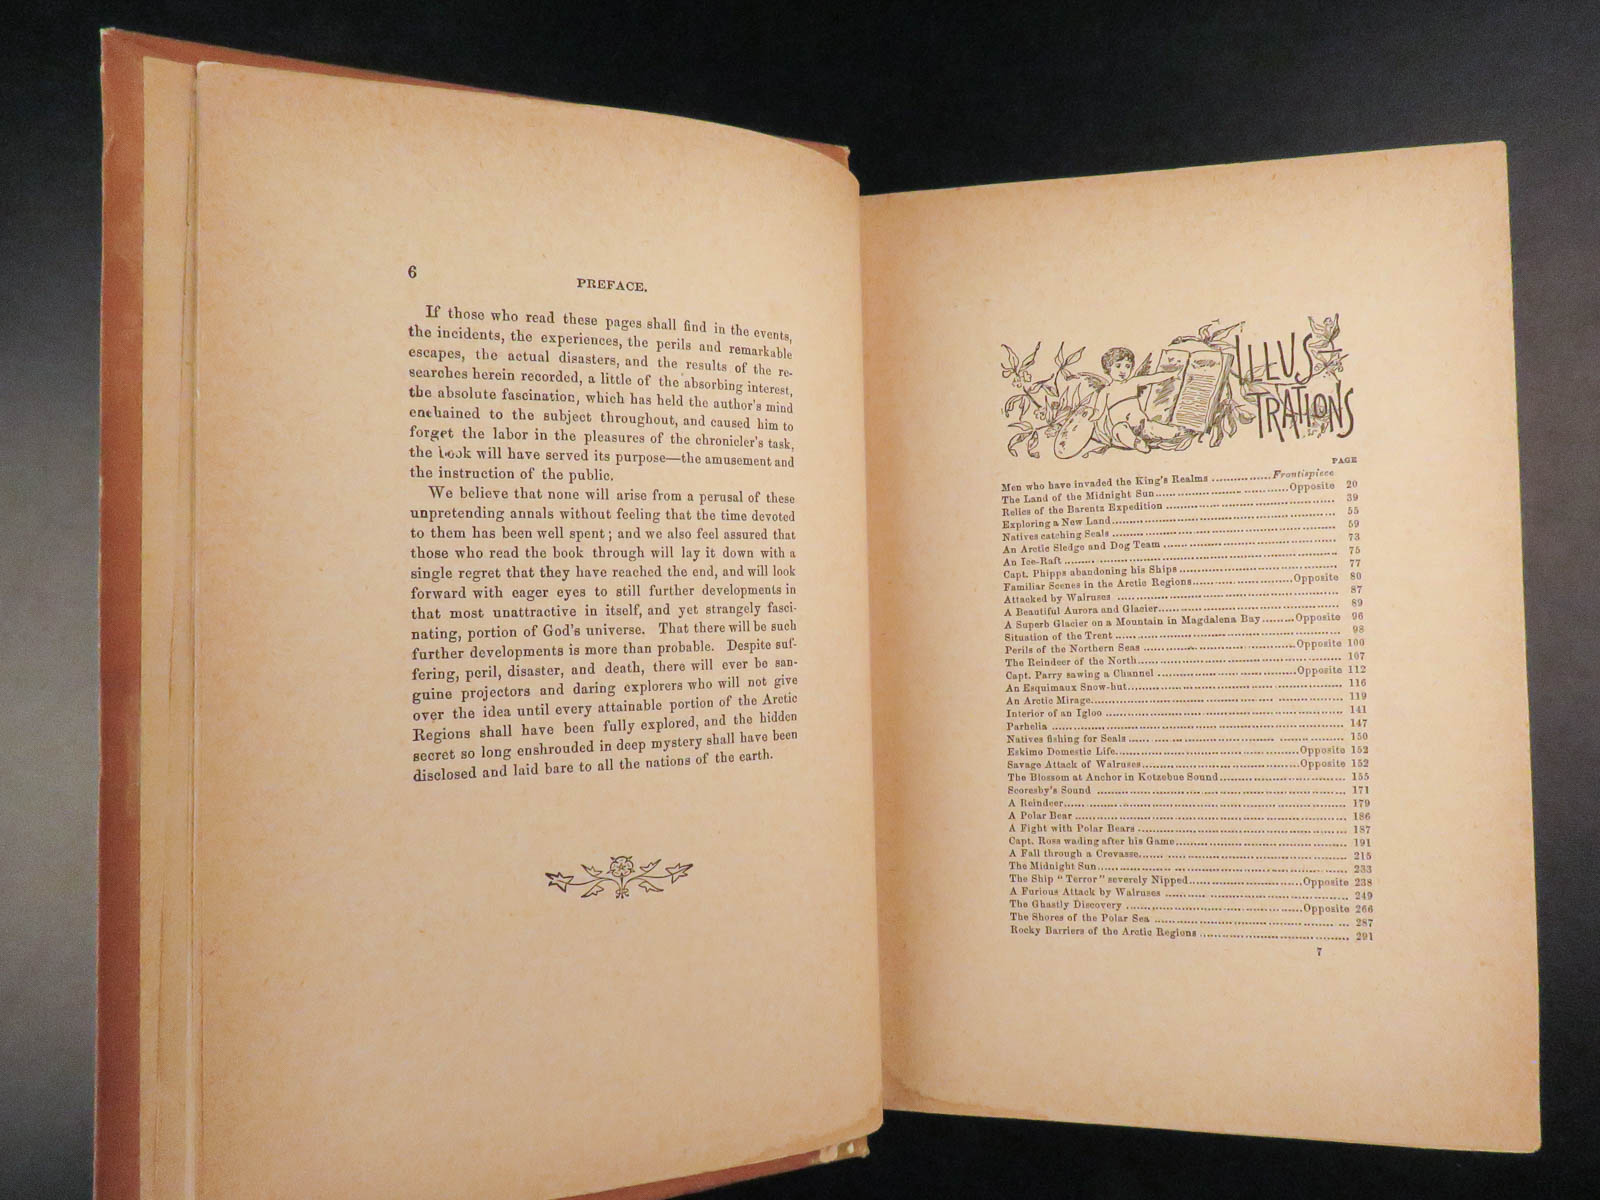 6
PREFACE.
If those who read these pages shall find in the events,
the incidents, the experiences, the perils and remarkable
escapes, the actual disasters, and the results of the re-
searches herein recorded, a little of the absorbing interest,
the absolute fascination, which has held the author's mind
enchained to the subject throughout, and caused him to
forget the labor in the pleasures of the chronicler's task,
the book will have served its purpose—the amusement and
the instruction of the public.
We believe that none will arise from a perusal of these
unpretending annals without feeling that the time devoted
to them has been well spent; and we also feel assured that
those who read the book through will lay it down with a
single regret that they have reached the end, and will look
forward with eager eyes to still further developments in
that most unattractive in itself, and yet strangely fasci-
nating, portion of God's universe. That there will be such
further developments is more than probable. Despite suf-
fering, peril, disaster, and death, there will ever be san-
guine projectors and daring explorers who will not give
over the idea until every attainable portion of the Arctic
Regions shall have been fully explored, and the hidden
secret so long enshrouded in deep mystery shall have been
disclosed and laid bare to all the nations of the earth.
ILLUS-
TRATIONS
PAGE
Men who have invaded the King's Realms ..... Frontispiece
The Land of the Midnight Sun ..... Opposite 20
Relics of the Barentz Expedition ..... 39
Exploring a New Land ..... 55
Natives catching Seals ..... 59
An Arctic Sledge and Dog Team ..... 73
An Ice-Raft ..... 75
Capt. Phipps abandoning his Ships ..... 77
Familiar Scenes in the Arctic Regions ..... Opposite 80
Attacked by Walruses ..... 87
A Beautiful Aurora and Glacier ..... 89
A Superb Glacier on a Mountain in Magdalena Bay ..... Opposite 96
Situation of the Trent ..... 98
Perils of the Northern Seas ..... Opposite 100
The Reindeer of the North ..... 107
Capt. Parry sawing a Channel ..... Opposite 112
An Esquimaux Snow-hut ..... 116
An Arctic Mirage ..... 119
Interior of an Igloo ..... 141
Parhelia ..... 147
Natives fishing for Seals ..... 150
Eskimo Domestic Life ..... Opposite 152
Savage Attack of Walruses ..... Opposite 152
The Blossom at Anchor in Kotzebue Sound ..... 155
Scoresby's Sound ..... 171
A Reindeer ..... 179
A Polar Bear ..... 186
A Fight with Polar Bears ..... 187
Capt. Ross wading after his Game ..... 191
A Fall through a Crevasse ..... 215
The Midnight Sun ..... 233
The Ship "Terror" severely Nipped ..... Opposite 238
A Furious Attack by Walruses ..... 249
The Ghastly Discovery ..... Opposite 266
The Shores of the Polar Sea ..... 287
Rocky Barriers of the Arctic Regions ..... 291
7